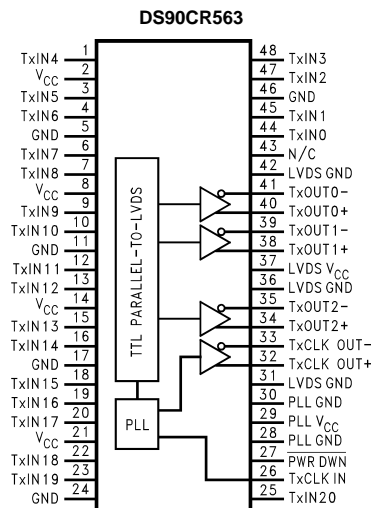 DS90CR563
TxIN4 1
VCC 2
TxIN5 3
TxIN6 4
GND 5
TxIN7 6
TxIN8 7
VCC 8
TxIN9 9
TxIN10 10
GND 11
TxIN11 12
TxIN12 13
VCC 14
TxIN13 15
TxIN14 16
GND 17
TxIN15 18
TxIN16 19
TxIN17 20
VCC 21
TxIN18 22
TxIN19 23
GND 24
TTL PARALLEL-TO-LVDS
PLL
48 TxIN3
47 TxIN2
46 GND
45 TxIN1
44 TxIN0
43 N/C
42 LVDS GND
41 TxOUT0-
40 TxOUT0+
39 TxOUT1-
38 TxOUT1+
37 LVDS VCC
36 LVDS GND
35 TxOUT2-
34 TxOUT2+
33 TxCLK OUT-
32 TxCLK OUT+
31 LVDS GND
30 PLL GND
29 PLL VCC
28 PLL GND
27 PWR DWN
26 TxCLK IN
25 TxIN20